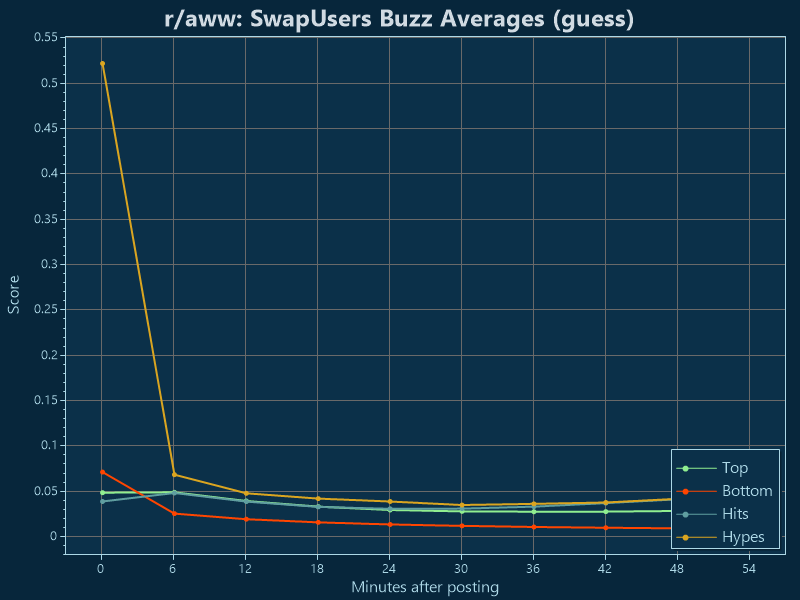 r/aww: SwapUsers Buzz Averages (guess)
0.55
0.5
0.45
0.4
0.35
0.3
0.25
0.2
0.15
0.1
0.05
0
Score
0 6 12 18 24 30 36 42 48 54
Minutes after posting
Top
Bottom
Hits
Hypes